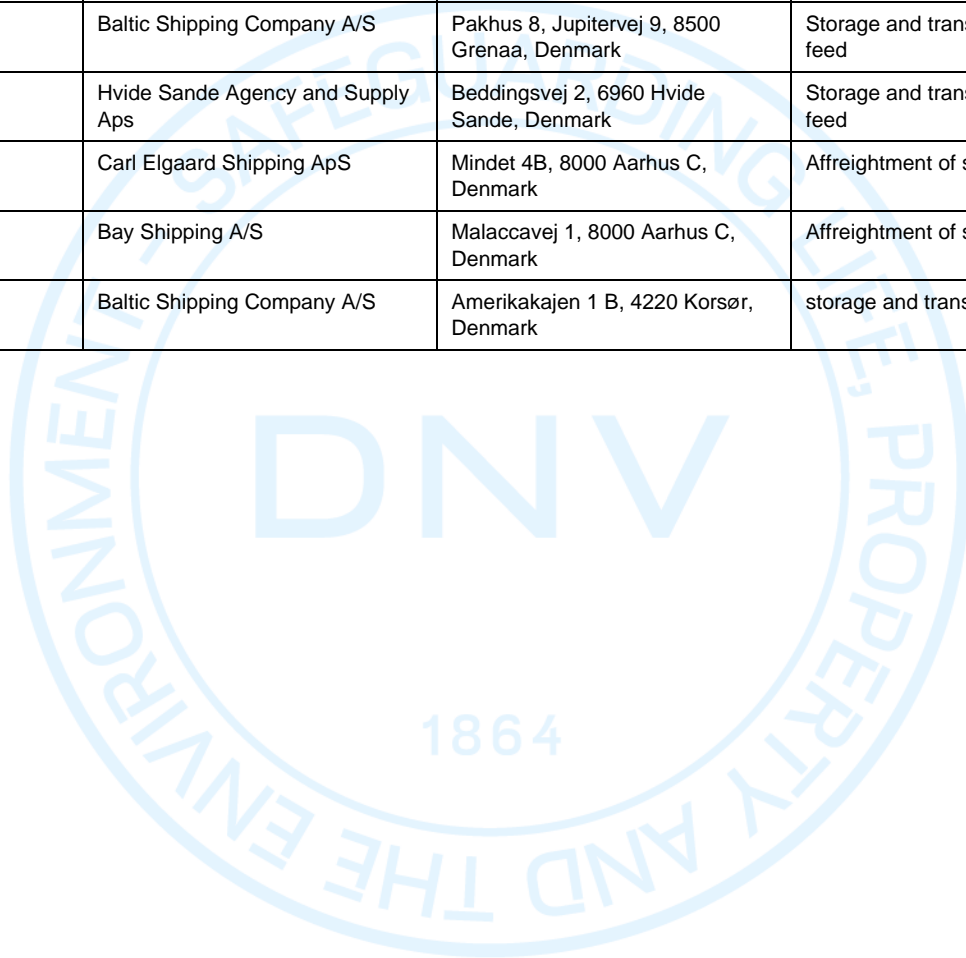 Baltic Shipping Company A/S
Pakhus 8, Jupitervej 9, 8500
Grenaa, Denmark
Storage and
feed
Hvide Sande Agency and Supply
Aps
Beddingsvej 2, 6960 Hvide
Sande, Denmark
Storage and
feed
Carl Elgaard Shipping ApS
Mindet 4B, 8000 Aarhus C,
Denmark
Affreightment of
Bay Shipping A/S
Malaccavej 1, 8000 Aarhus C,
Denmark
Affreightment of
Baltic Shipping Company A/S
Amerikakajen 1 B, 4220 Korsør,
Denmark
storage and
SAFEGUARDING LIFE, PROPERTY AND THE ENVIRONMENT –
DNV
1864